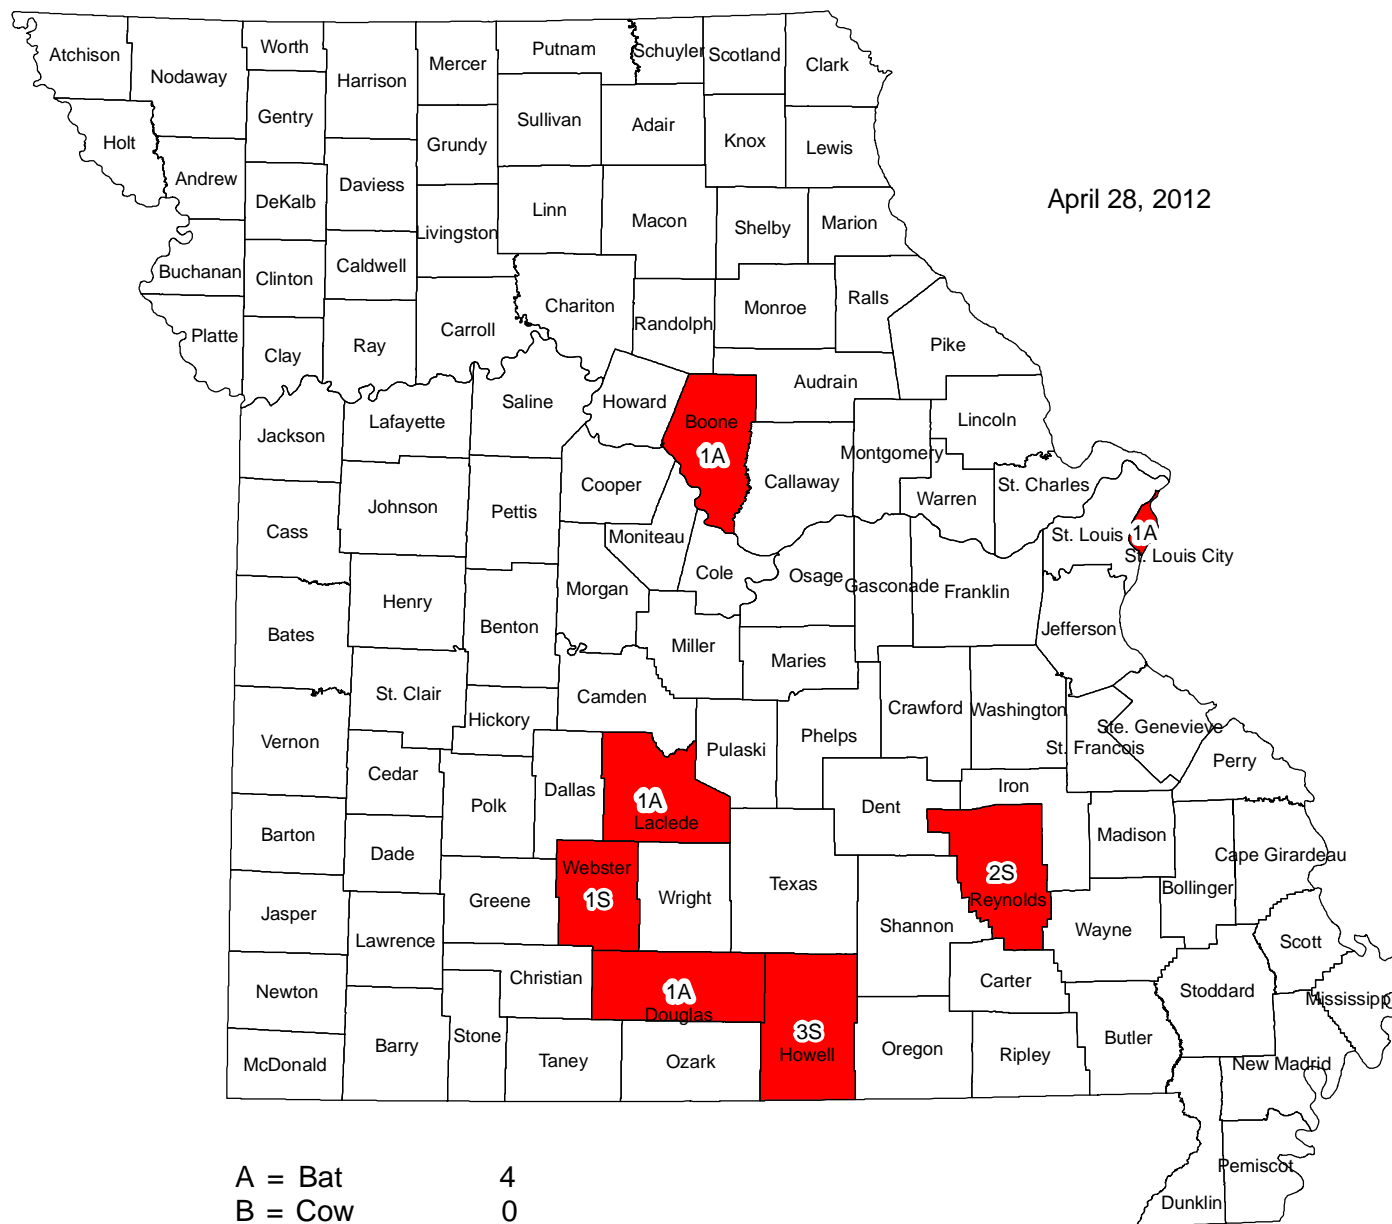 Atchison
Nodaway
Worth
Harrison
Mercer
Putnam
Schuyler
Scotland
Clark
Gentry
Sullivan
Adair
Knox
Lewis
Holt
Andrew
DeKalb
Daviess
Grundy
Livingston
Linn
Macon
Shelby
Marion
April 28, 2012
Buchanan
Clinton
Caldwell
Chariton
Randolph
Monroe
Ralls
Platte
Clay
Ray
Carroll
Pike
Audrain
Jackson
Lafayette
Saline
Howard
Boone
1A
Lincoln
Montgomery
Callaway
Warren
St. Charles
Cass
Johnson
Pettis
Cooper
Moniteau
St. Louis
1A
St. Louis City
Bates
Henry
Benton
Morgan
Cole
Osage
Gasconade
Franklin
Jefferson
Miller
Maries
St. Clair
Hickory
Camden
Pulaski
Phelps
Crawford
Washington
St. Francois
Ste. Genevieve
Perry
Vernon
Cedar
Polk
Dallas
1A
Laclede
Dent
Iron
Madison
Barton
Dade
Greene
Webster
1S
Wright
Texas
2S
Reynolds
Shannon
Bollinger
Cape Girardeau
Jasper
Lawrence
Christian
Wayne
Scott
Newton
1A
Douglas
Carter
Stoddard
Mississippi
McDonald
Barry
Stone
Taney
Ozark
3S
Howell
Oregon
Ripley
Butler
New Madrid
Pemiscot
Dunklin
A = Bat 4
B = Cow 0